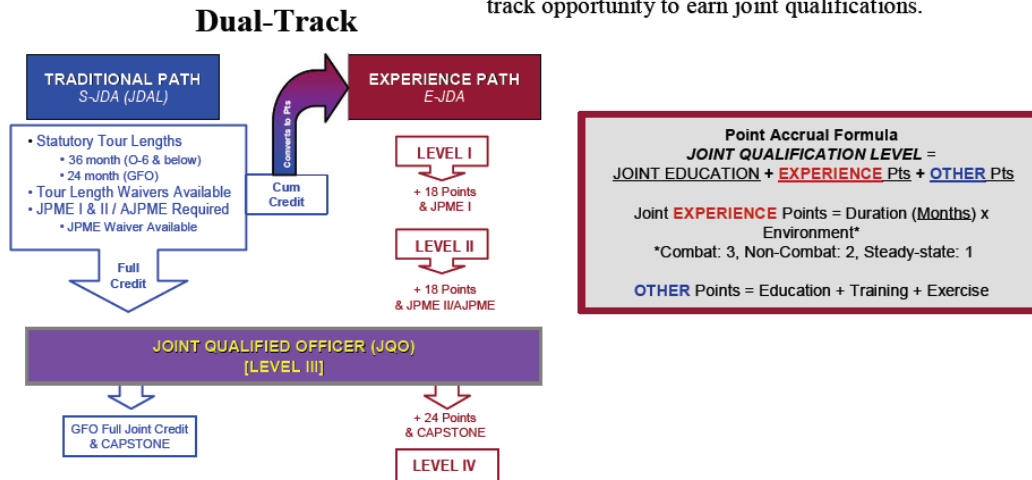 track opportunity to earn joint qualifications.
Dual-Track
TRADITIONAL PATH
S-JDA (JDAL)
• Statutory Tour Lengths
• 36 month (O-6 & below)
• 24 month (GFO)
• Tour Length Waivers Available
• JPME I & II / AJPME Required
• JPME Waiver Available
Full
Credit
Cum
Credit
Converts to Pts
EXPERIENCE PATH
E-JDA
LEVEL I
+ 18 Points
& JPME I
LEVEL II
+ 18 Points
& JPME II/AJPME
JOINT QUALIFIED OFFICER (JQO)
[LEVEL III]
GFO Full Joint Credit
& CAPSTONE
+ 24 Points
& CAPSTONE
LEVEL IV
Point Accrual Formula
JOINT QUALIFICATION LEVEL =
JOINT EDUCATION + EXPERIENCE Pts + OTHER Pts
Joint EXPERIENCE Points = Duration (Months) x
Environment*
*Combat: 3, Non-Combat: 2, Steady-state: 1
OTHER Points = Education + Training + Exercise